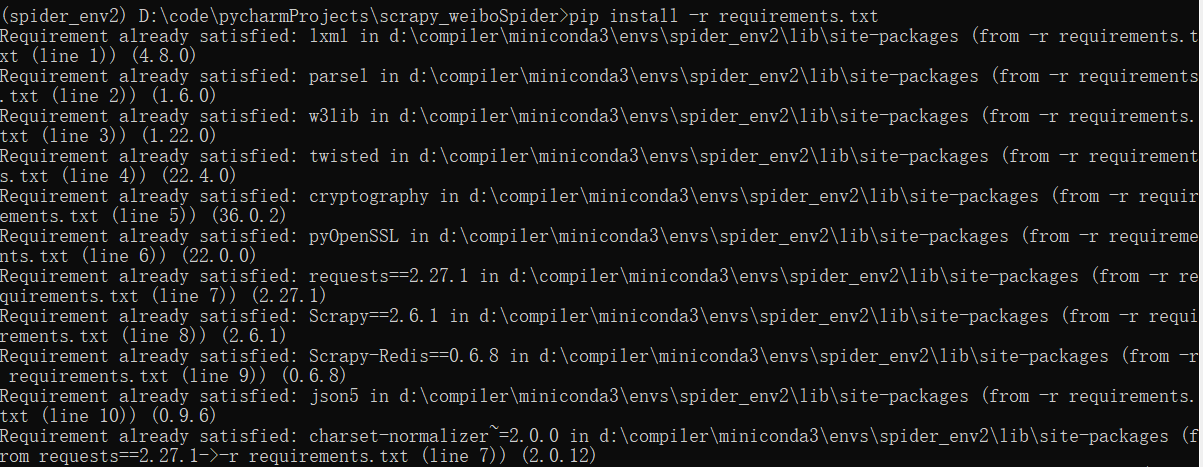 (spider_env2) D:\code\pycharmProjects\scrapy_weiboSpider>pip install -r requirements.txt
Requirement already satisfied: lxml in d:\compiler\miniconda3\envs\spider_env2\lib\site-packages (from -r requirements.t
xt (line 1)) (4.8.0)
Requirement already satisfied: parsel in d:\compiler\miniconda3\envs\spider_env2\lib\site-packages (from -r requirements
.txt (line 2)) (1.6.0)
Requirement already satisfied: w3lib in d:\compiler\miniconda3\envs\spider_env2\lib\site-packages (from -r requirements.
txt (line 3)) (1.22.0)
Requirement already satisfied: twisted in d:\compiler\miniconda3\envs\spider_env2\lib\site-packages (from -r requirement
s.txt (line 4)) (22.4.0)
Requirement already satisfied: cryptography in d:\compiler\miniconda3\envs\spider_env2\lib\site-packages (from -r requir
ements.txt (line 5)) (36.0.2)
Requirement already satisfied: pyOpenSSL in d:\compiler\miniconda3\envs\spider_env2\lib\site-packages (from -r requireme
nts.txt (line 6)) (22.0.0)
Requirement already satisfied: requests==2.27.1 in d:\compiler\miniconda3\envs\spider_env2\lib\site-packages (from -r re
quirements.txt (line 7)) (2.27.1)
Requirement already satisfied: Scrapy==2.6.1 in d:\compiler\miniconda3\envs\spider_env2\lib\site-packages (from -r requi
rements.txt (line 8)) (2.6.1)
Requirement already satisfied: Scrapy-Redis==0.6.8 in d:\compiler\miniconda3\envs\spider_env2\lib\site-packages (from -r
 requirements.txt (line 9)) (0.6.8)
Requirement already satisfied: json5 in d:\compiler\miniconda3\envs\spider_env2\lib\site-packages (from -r requirements.
txt (line 10)) (0.9.6)
Requirement already satisfied: charset-normalizer~=2.0.0 in d:\compiler\miniconda3\envs\spider_env2\lib\site-packages (f
rom requests==2.27.1->-r requirements.txt (line 7)) (2.0.12)